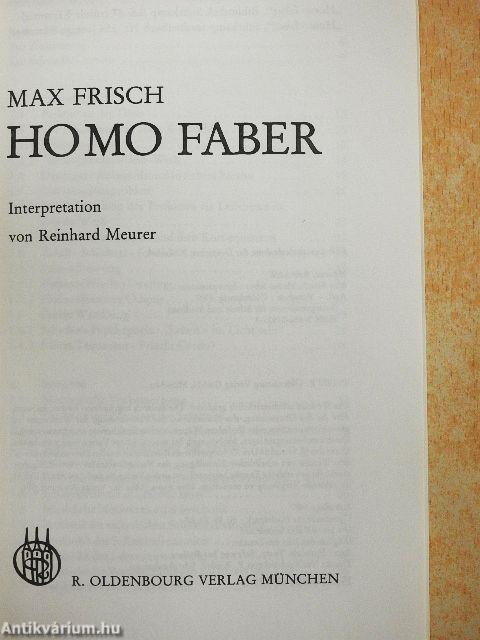 MAX FRISCH
HOMO FABER
Interpretation
von Reinhard Meurer
R. OLDENBOURG VERLAG MÜNCHEN
Antikvárium.hu